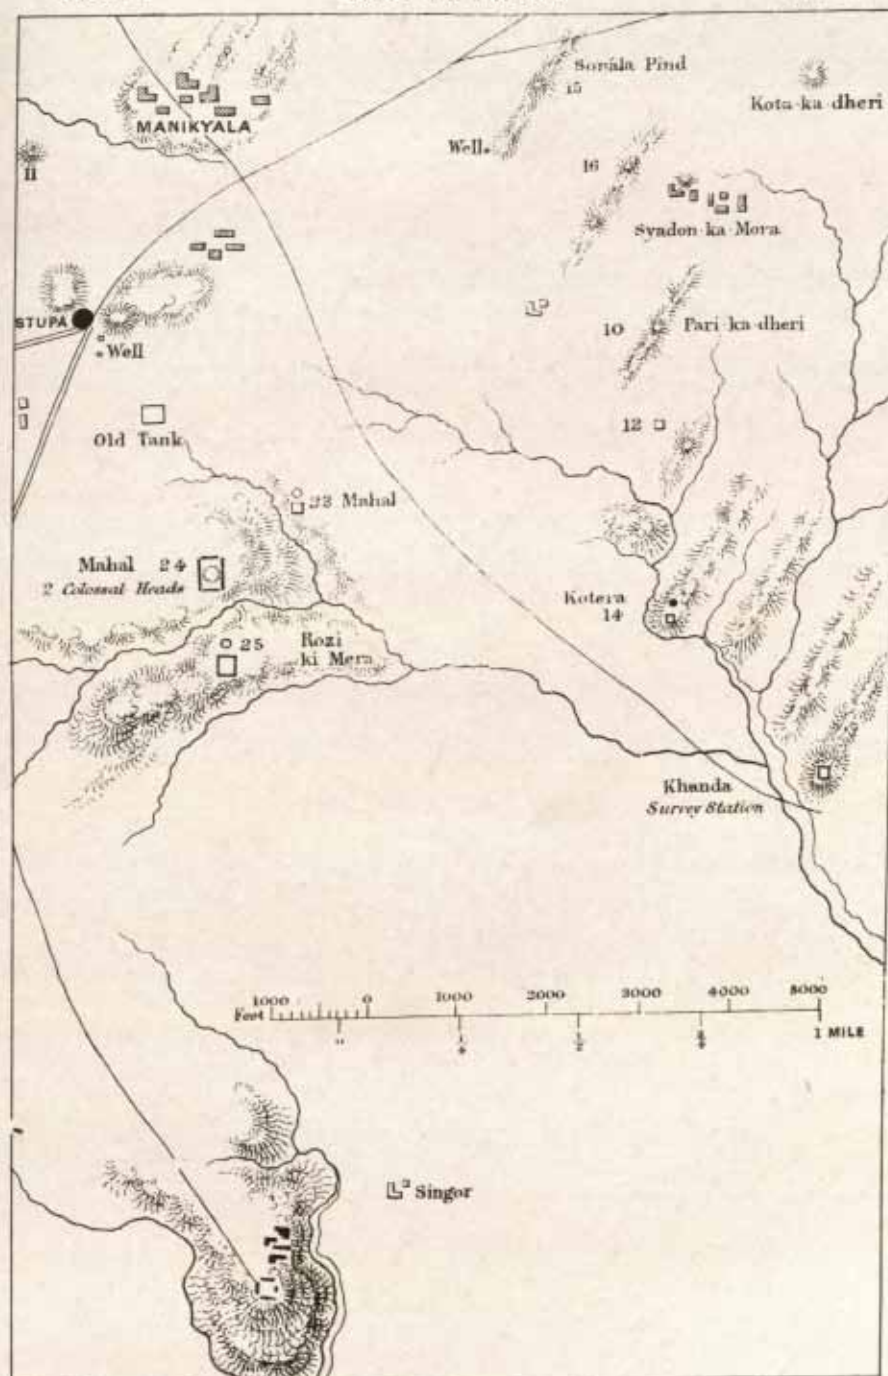 Sonála Pind
15
Kota-ka dheri
MANIKYALA
Well
11
16
Syadon-ka-Mora
STUPA
10
Pari-ka-dheri
Well
Old Tank
12
23 Mahal
Mahal 24
2 Colossal Heads
Kotera
14
25
Rozi
ki Mera
Khanda
Survey Station
1000
0
1000
2000
3000
4000
5000
Feet
1 MILE
Singor